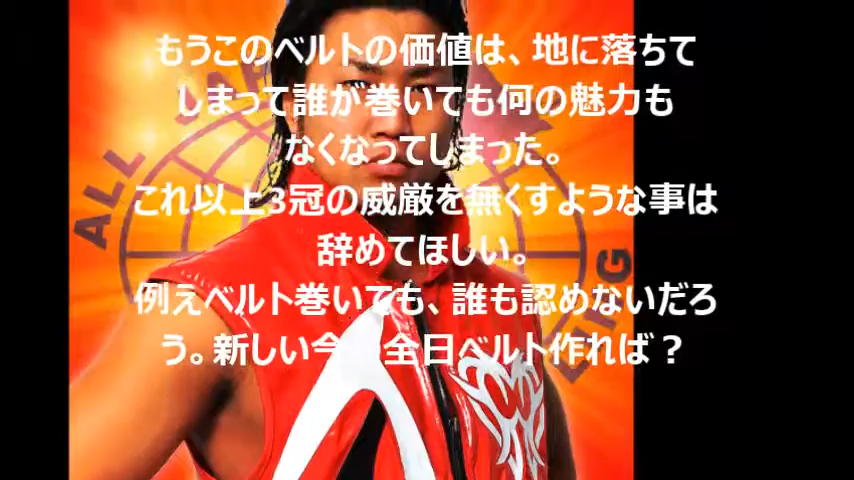 もうこのベルトの価値は、地に落ちて
しまって誰が巻いても何の魅力も
なくなってしまった。
これ以上3冠の威厳を無くすような事は
辞めてほしい。
例えベルト巻いても、誰も認めないだろ
う。新しい今 全日ベルト作れば？
ALL